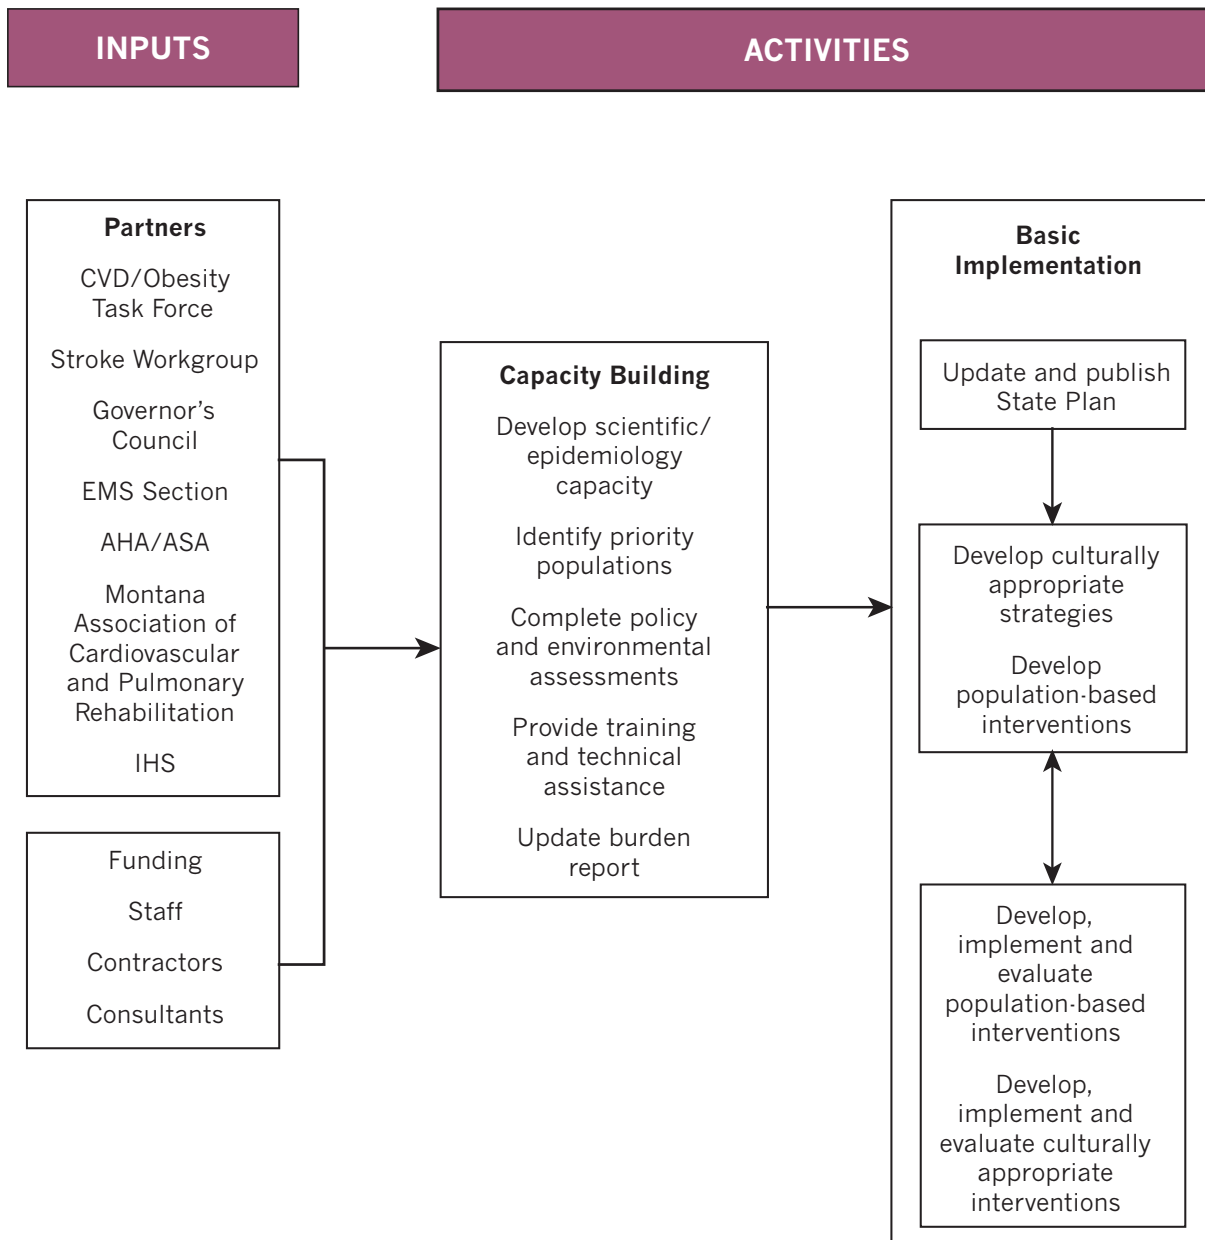 INPUTS
ACTIVITIES
Partners
CVD/Obesity
Task Force
Stroke Workgroup
Governor's
Council
EMS Section
AHA/ASA
Montana
Association of
Cardiovascular
and Pulmonary
Rehabilitation
IHS
Funding
Staff
Contractors
Consultants
Capacity Building
Develop scientific/
epidemiology
capacity
Identify priority
populations
Complete policy
and environmental
assessments
Provide training
and technical
assistance
Update burden
report
Basic
Implementation
Update and publish
State Plan
Develop culturally
appropriate
strategies
Develop
population-based
interventions
Develop,
implement and
evaluate
population-based
interventions
Develop,
implement and
evaluate culturally
appropriate
interventions